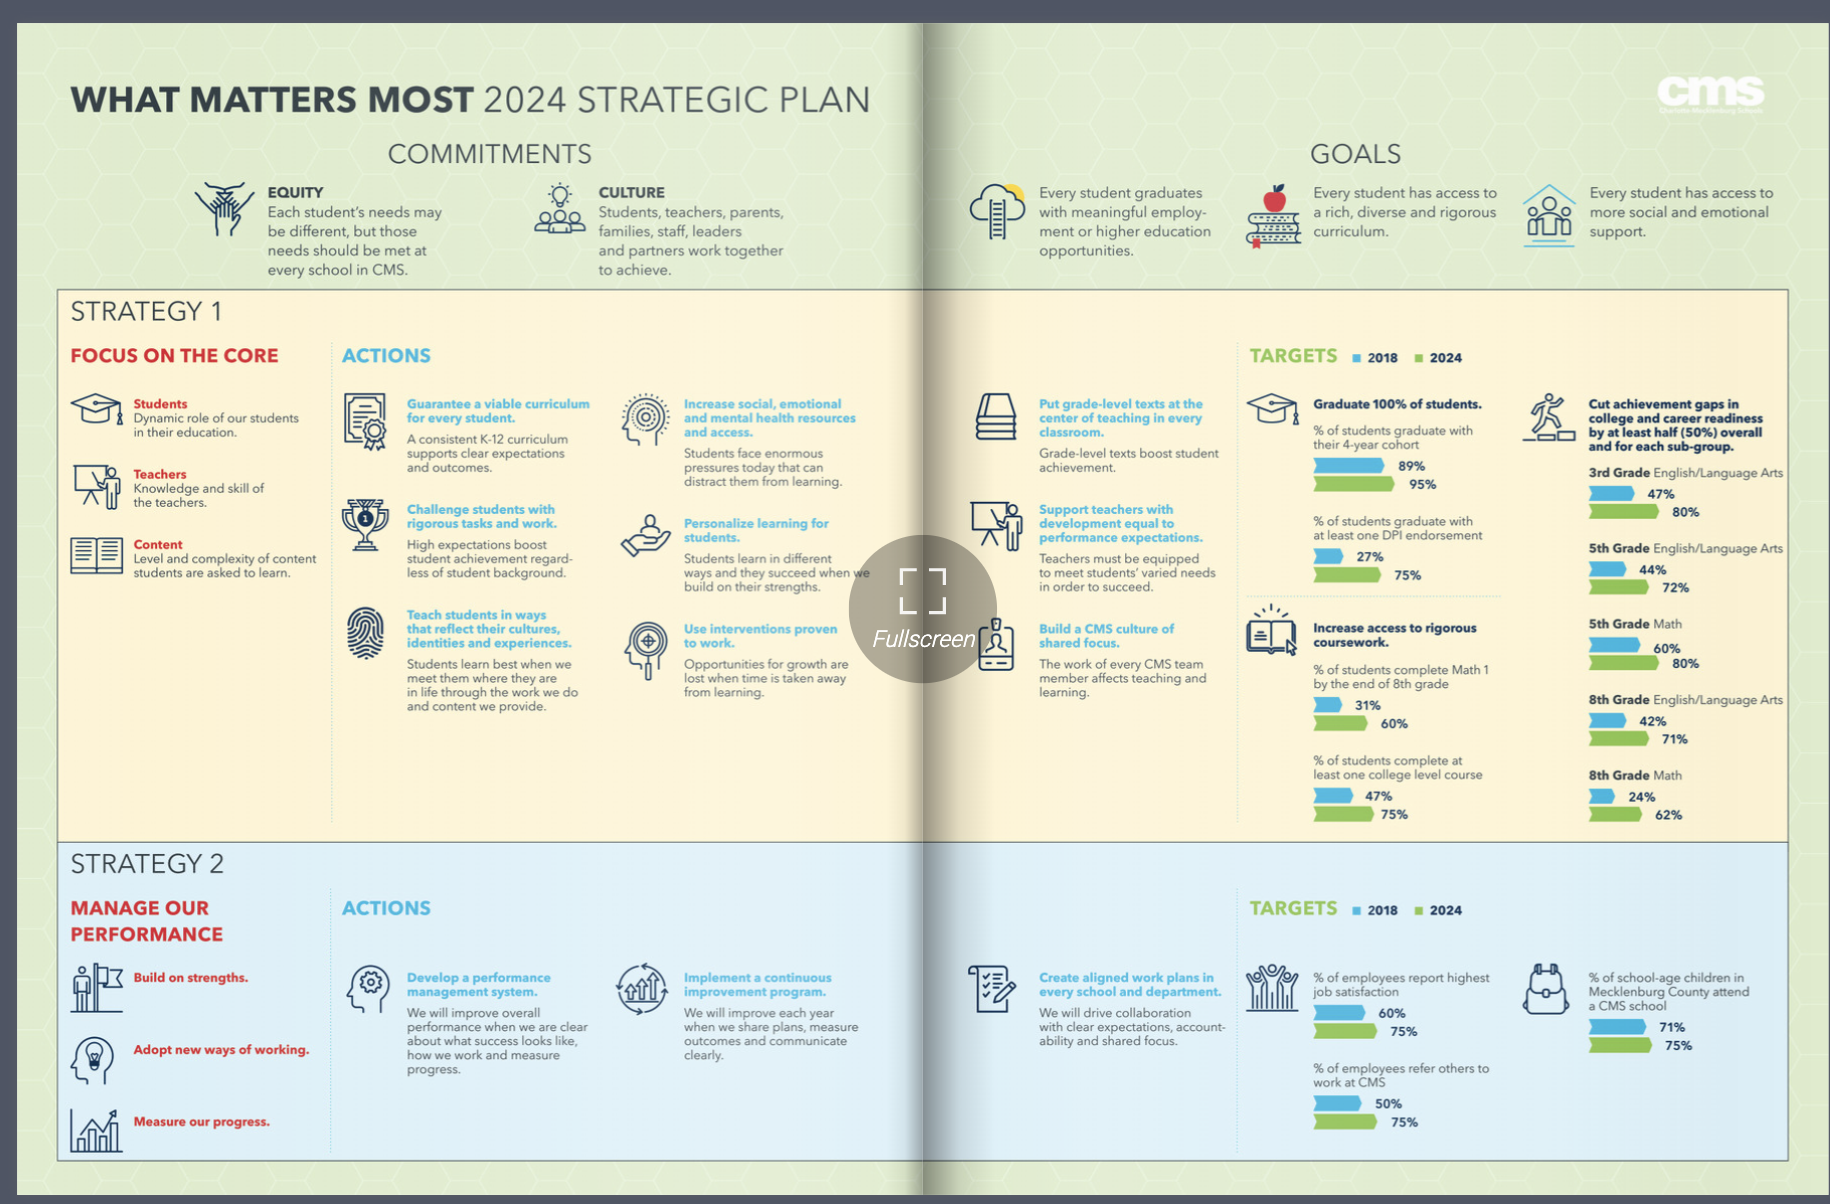 WHAT MATTERS MOST 2024 STRATEGIC PLAN
cms
COMMITMENTS
EQUITY
Each student's needs may
be different, but those
needs should be met at
every school in CMS.
CULTURE
Students, teachers, parents,
families, staff, leaders
and partners work together
to achieve.
GOALS
Every student graduates
with meaningful employ-
ment or higher education
opportunities.
Every student has access to
a rich, diverse and rigorous
curriculum.
Every student has access to
more social and emotional
support.
STRATEGY 1
FOCUS ON THE CORE
Students
Dynamic role of our students
in their education.
Teachers
Knowledge and skill of
the teachers.
Content
Level and complexity of content
students are asked to learn.
ACTIONS
Guarantee a viable curriculum
for every student.
A consistent K-12 curriculum
supports clear expectations
and outcomes.
Challenge students with
rigorous tasks and work.
High expectations boost
student achievement regard-
less of student background.
Teach students in ways
that reflect their cultures,
identities and experiences.
Students learn best when we
meet them where they are
in life through the work we do
and content we provide.
Increase social, emotional
and mental health resources
and access.
Students face enormous
pressures today that can
distract them from learning.
Personalize learning for
students.
Students learn in different
ways and they succeed when we
build on their strengths.
Use interventions proven
to work.
Opportunities for growth are
lost when time is taken away
from learning.
Fullscreen
Put grade-level texts at the
center of teaching in every
classroom.
Grade-level texts boost student
achievement.
Support teachers with
development equal to
performance expectations.
Teachers must be equipped
to meet students' varied needs
in order to succeed.
Build a CMS culture of
shared focus.
The work of every CMS team
member affects teaching and
learning.
TARGETS 2018 2024
Graduate 100% of students.
% of students graduate with
their 4-year cohort
89%
95%
% of students graduate with
at least one DPI endorsement
27%
75%
Increase access to rigorous
coursework.
% of students complete Math 1
by the end of 8th grade
31%
60%
% of students complete at
least one college level course
47%
75%
Cut achievement gaps in
college and career readiness
by at least half (50%) overall
and for each sub-group.
3rd Grade English/Language Arts
47%
80%
5th Grade English/Language Arts
44%
72%
5th Grade Math
60%
80%
8th Grade English/Language Arts
42%
71%
8th Grade Math
24%
62%
STRATEGY 2
MANAGE OUR
PERFORMANCE
Build on strengths.
Adopt new ways of working.
Measure our progress.
ACTIONS
Develop a performance
management system.
We will improve overall
performance when we are clear
about what success looks like,
how we work and measure
progress.
Implement a continuous
improvement program.
We will improve each year
when we share plans, measure
outcomes and communicate
clearly.
Create aligned work plans in
every school and department.
We will drive collaboration
with clear expectations, account-
ability and shared focus.
TARGETS 2018 2024
% of employees report highest
job satisfaction
60%
75%
% of employees refer others to
work at CMS
50%
75%
% of school-age children in
Mecklenburg County attend
a CMS school
71%
75%